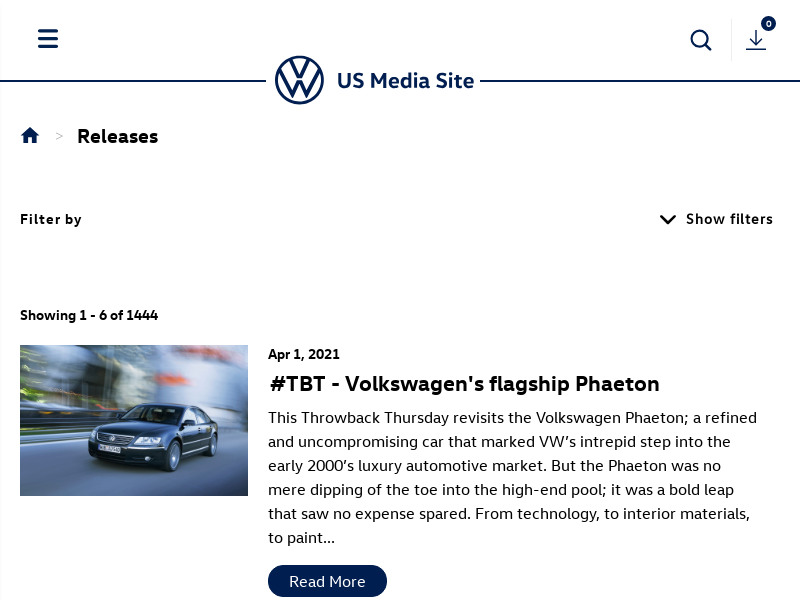 0
US Media Site
> Releases
Filter by
Show filters
Showing 1 - 6 of 1444
Apr 1, 2021
#TBT - Volkswagen's flagship Phaeton
This Throwback Thursday revisits the Volkswagen Phaeton; a refined
and uncompromising car that marked VW’s intrepid step into the
early 2000’s luxury automotive market. But the Phaeton was no
mere dipping of the toe into the high-end pool; it was a bold leap
that saw no expense spared. From technology, to interior materials,
to paint...
Read More